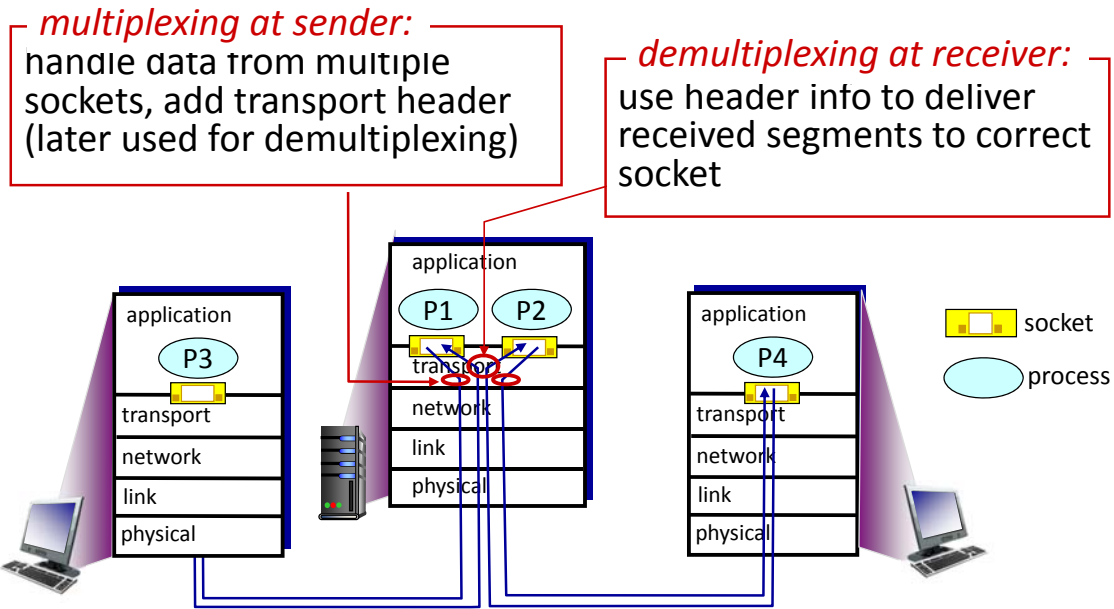 multiplexing at sender:
handle data from multiple
sockets, add transport header
(later used for demultiplexing)
demultiplexing at receiver:
use header info to deliver
received segments to correct
socket
application
P1 P2
transport
network
link
physical
application
P3
transport
network
link
physical
application
P4
transport
network
link
physical
socket
process